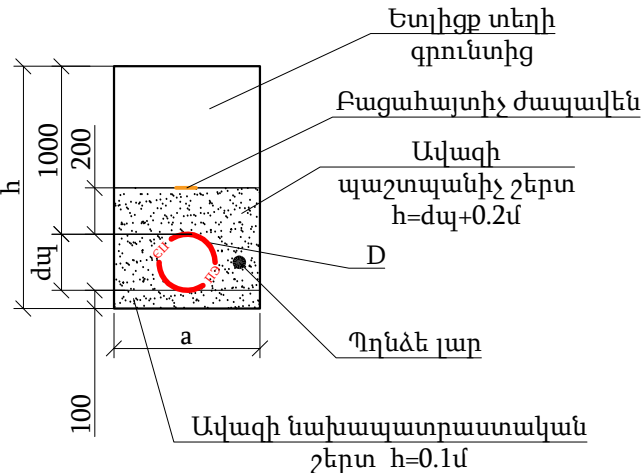 Ետլիցք տեղի
գրունտից
Բացահայտիչ ժապավեն
Ավազի
պաշտպանիչ շերտ
h=dպ+0.2մ
D
Պղնձե լար
Ավազի նախապատրաստական
շերտ h=0.1մ
h
1000
200
dպ
100
a